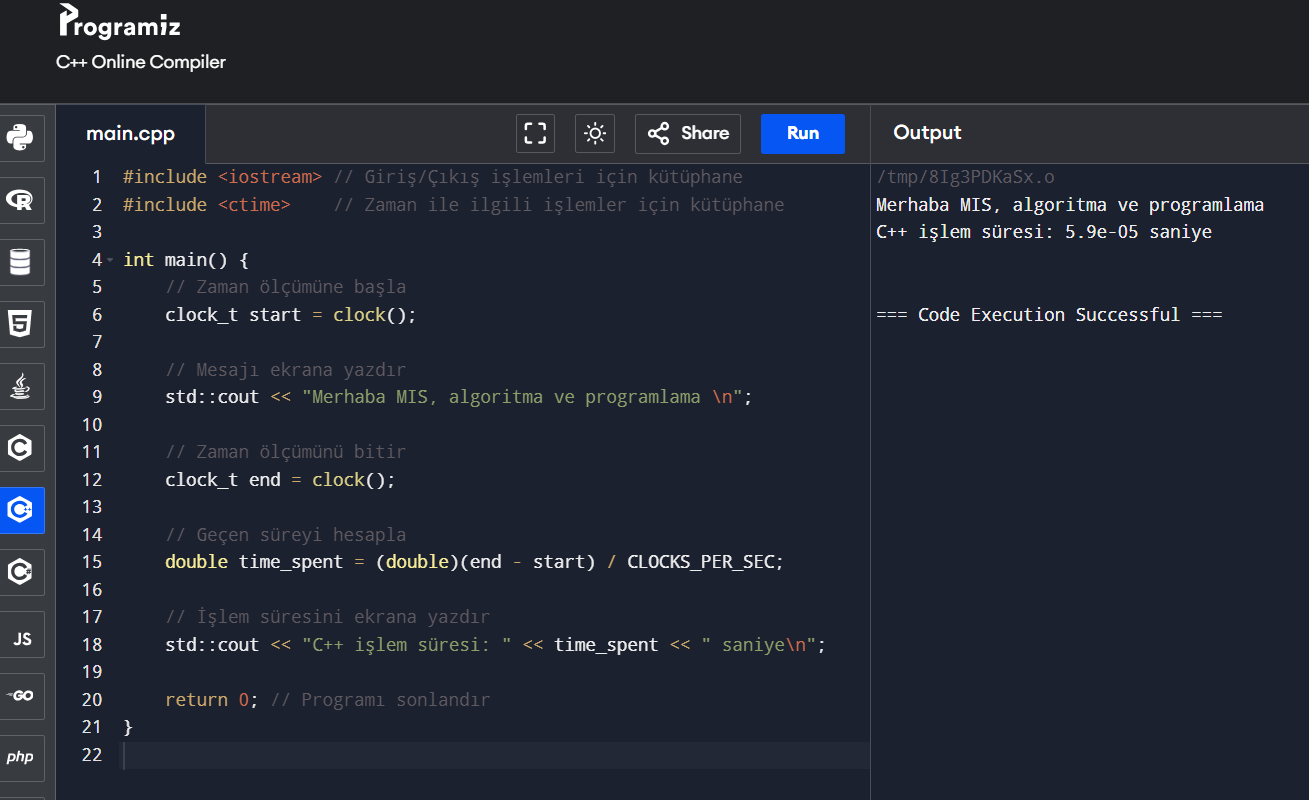 Programiz
C++ Online Compiler
main.cpp
Share
Run
Output
1 #include <iostream> // Giriş/Çıkış işlemleri için kütüphane
2 #include <ctime>    // Zaman ile ilgili işlemler için kütüphane
3
4 int main() {
5     // Zaman ölçümüne başla
6     clock_t start = clock();
7
8     // Mesajı ekrana yazdır
9     std::cout << "Merhaba MIS, algoritma ve programlama \n";
10
11     // Zaman ölçümünü bitir
12     clock_t end = clock();
13
14     // Geçen süreyi hesapla
15     double time_spent = (double)(end - start) / CLOCKS_PER_SEC;
16
17     // İşlem süresini ekrana yazdır
18     std::cout << "C++ işlem süresi: " << time_spent << " saniye\n";
19
20     return 0; // Programı sonlandır
21 }
22
/tmp/8Ig3PDKaSx.o
Merhaba MIS, algoritma ve programlama
C++ işlem süresi: 5.9e-05 saniye
=== Code Execution Successful ===
R
5
C
C++
C#
JS
GO
php